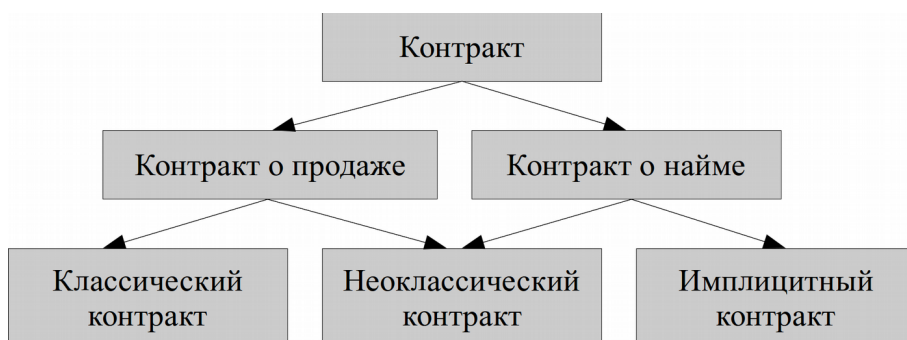 Контракт
Контракт о продаже
Контракт о найме
Классический
контракт
Неоклассический
контракт
Имплицитный
контракт